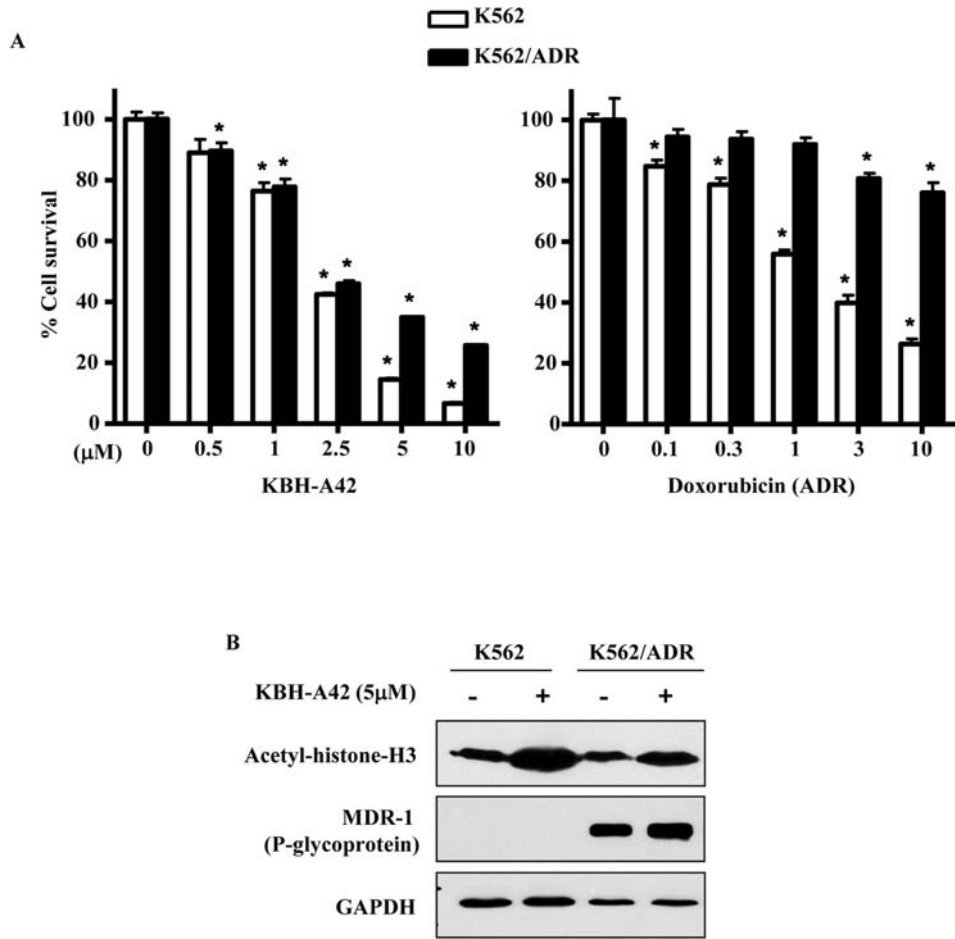 K562
A
K562/ADR
% Cell survival
100
80
60
40
20
0
* * * * * * * * *
(μM) 0 0.5 1 2.5 5 10
KBH-A42
100
80
60
40
20
0
* * * * * * *
0 0.1 0.3 1 3 10
Doxorubicin (ADR)
B
K562 K562/ADR
KBH-A42 (5μM) - + - +
Acetyl-histone-H3
MDR-1
(P-glycoprotein)
GAPDH